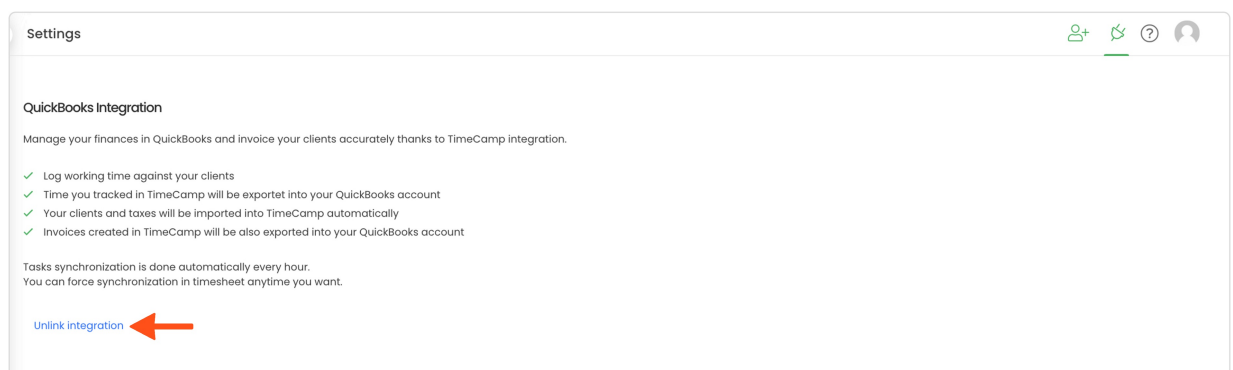 Settings
QuickBooks Integration
Manage your finances in QuickBooks and invoice your clients accurately thanks to TimeCamp integration.
Log working time against your clients
Time you tracked in TimeCamp will be exportet into your QuickBooks account
Your clients and taxes will be imported into TimeCamp automatically
Invoices created in TimeCamp will be also exported into your QuickBooks account
Tasks synchronization is done automatically every hour.
You can force synchronization in timesheet anytime you want.
Unlink integration